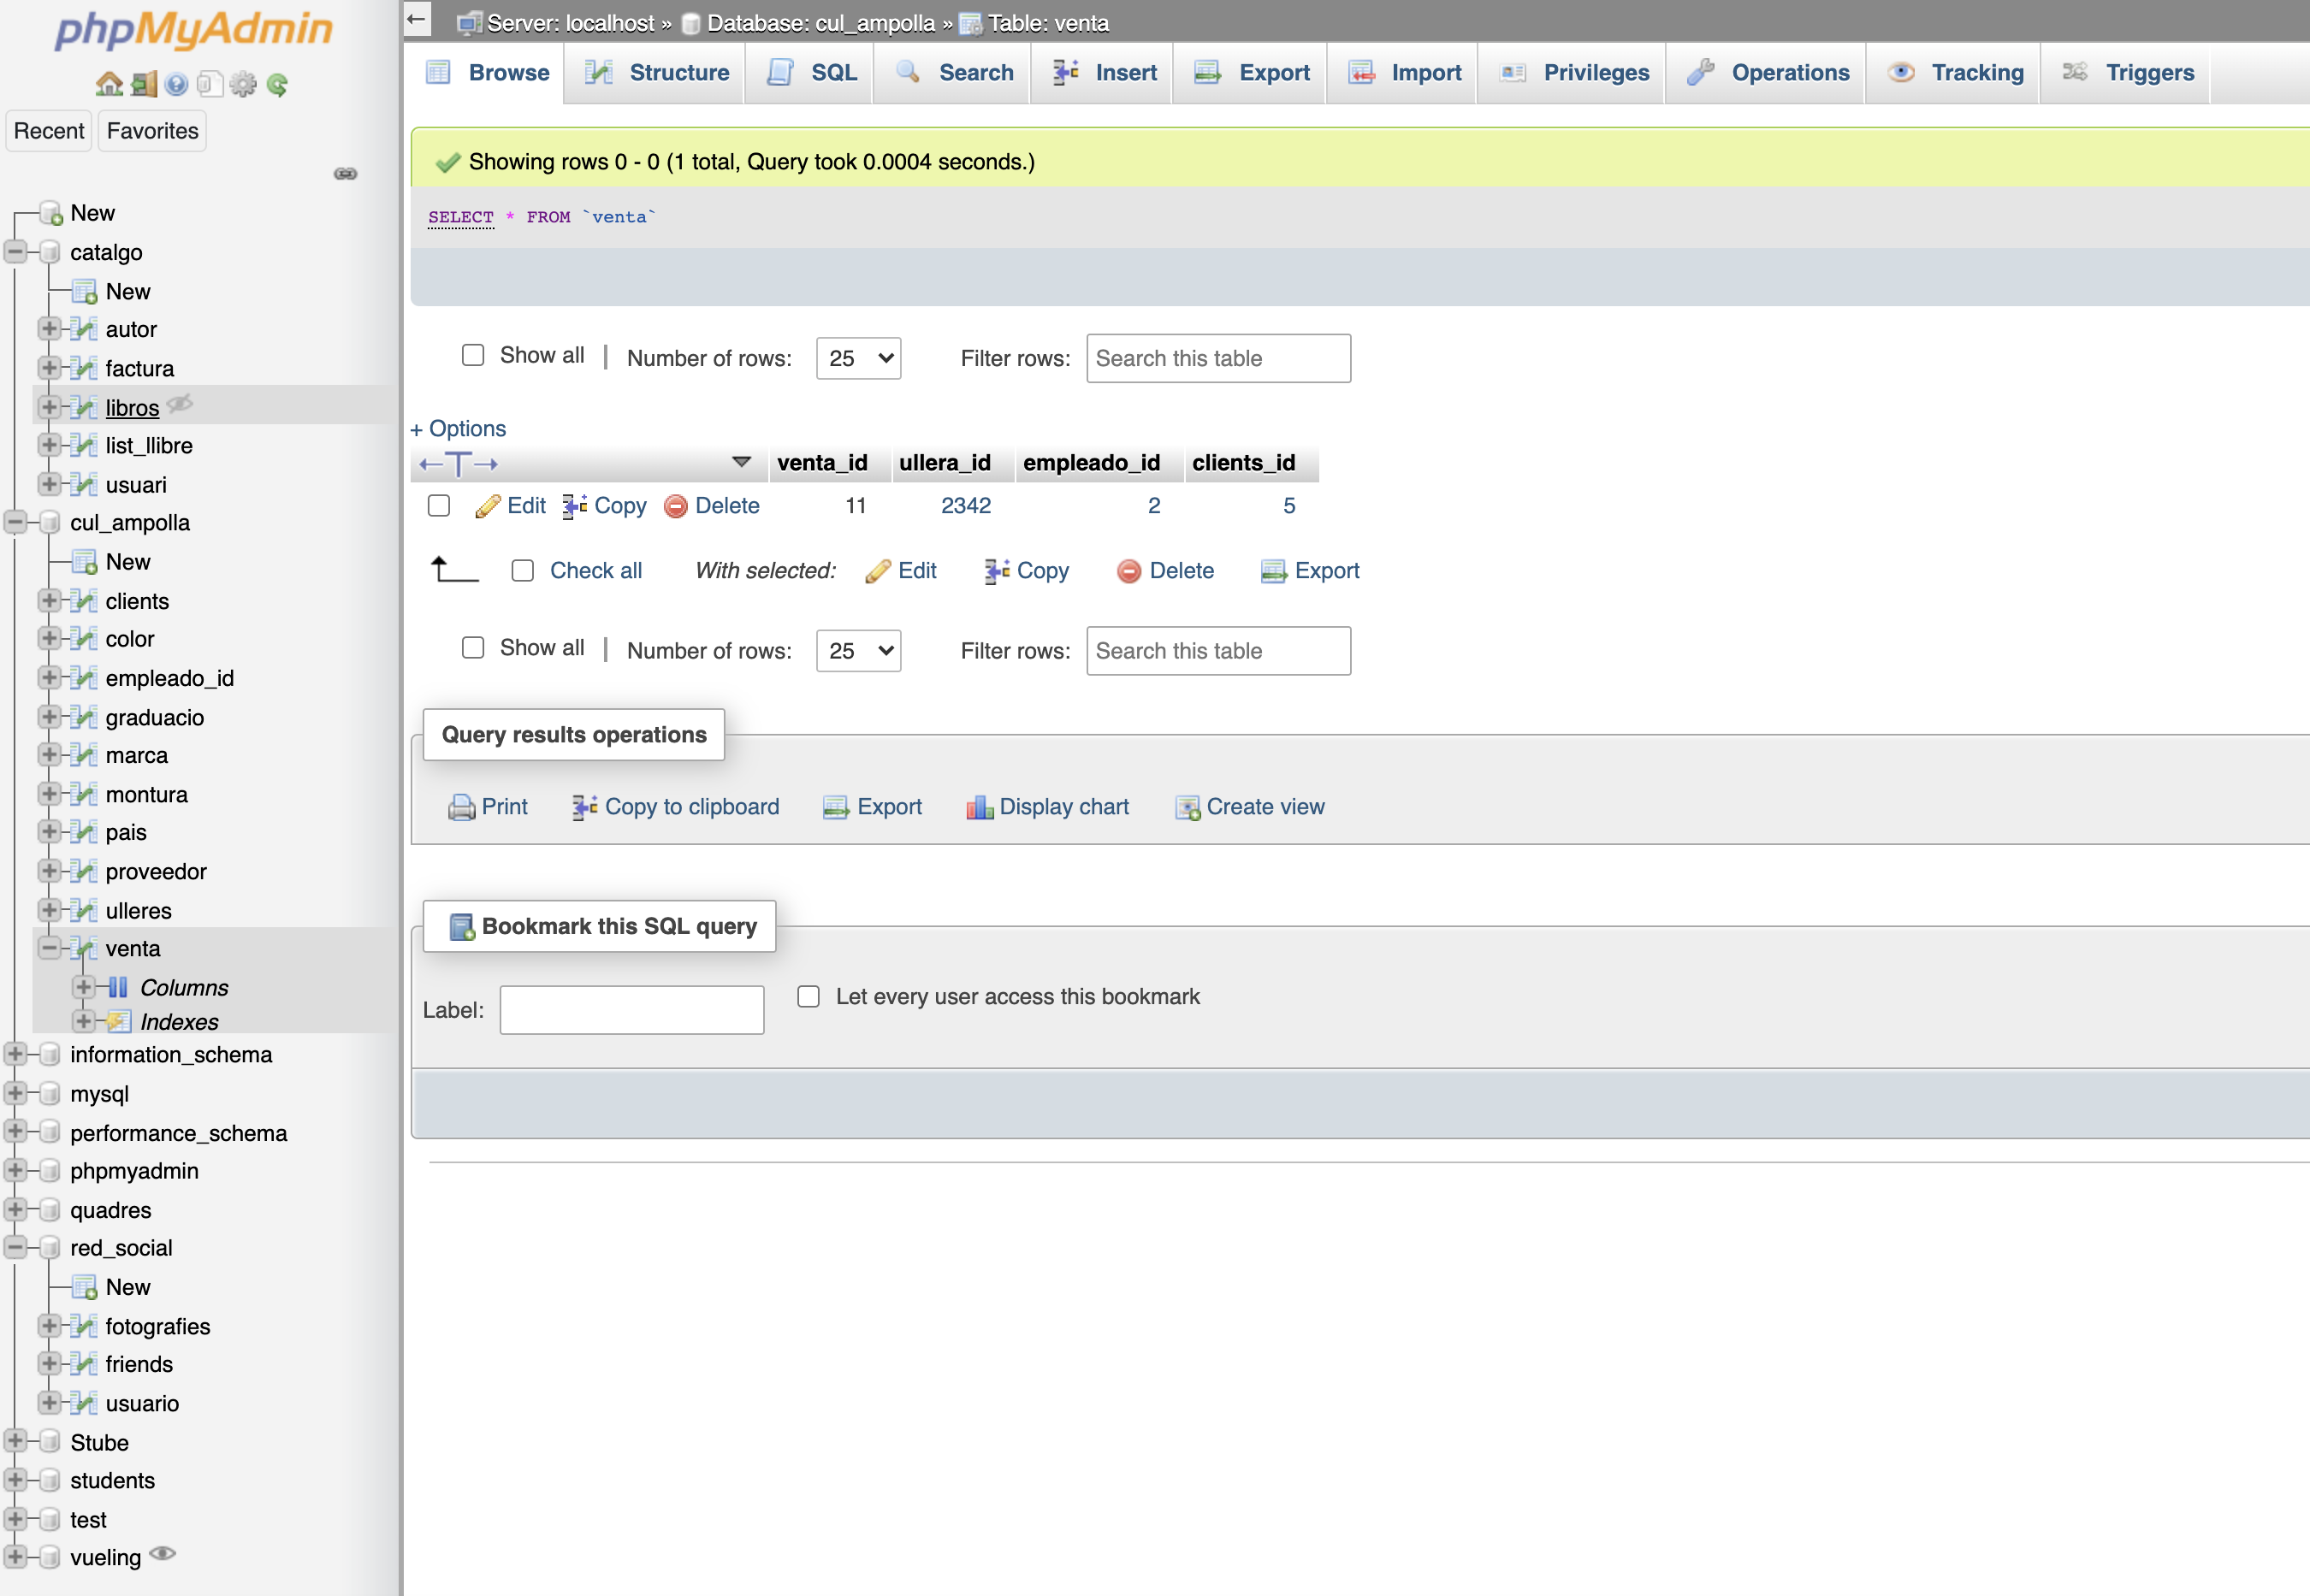 phpMyAdmin
Recent Favorites
New
catalgo
New
autor
factura
libros
list_llibre
usuari
cul_ampolla
New
clients
color
empleado_id
graduacio
marca
montura
pais
proveedor
ulleres
venta
Columns
Indexes
information_schema
mysql
performance_schema
phpmyadmin
quadres
red_social
New
fotografies
friends
usuario
Stube
students
test
vueling
Server: localhost » Database: cul_ampolla » Table: venta
Browse Structure SQL Search Insert Export Import Privileges Operations Tracking Triggers
Showing rows 0 - 0 (1 total, Query took 0.0004 seconds.)
SELECT * FROM `venta`
Show all | Number of rows: 25 Filter rows: Search this table
+ Options
←T→ venta_id ullera_id empleado_id clients_id
Edit Copy Delete 11 2342 2 5
Check all With selected: Edit Copy Delete Export
Show all | Number of rows: 25 Filter rows: Search this table
Query results operations
Print Copy to clipboard Export Display chart Create view
Bookmark this SQL query
Label: Let every user access this bookmark